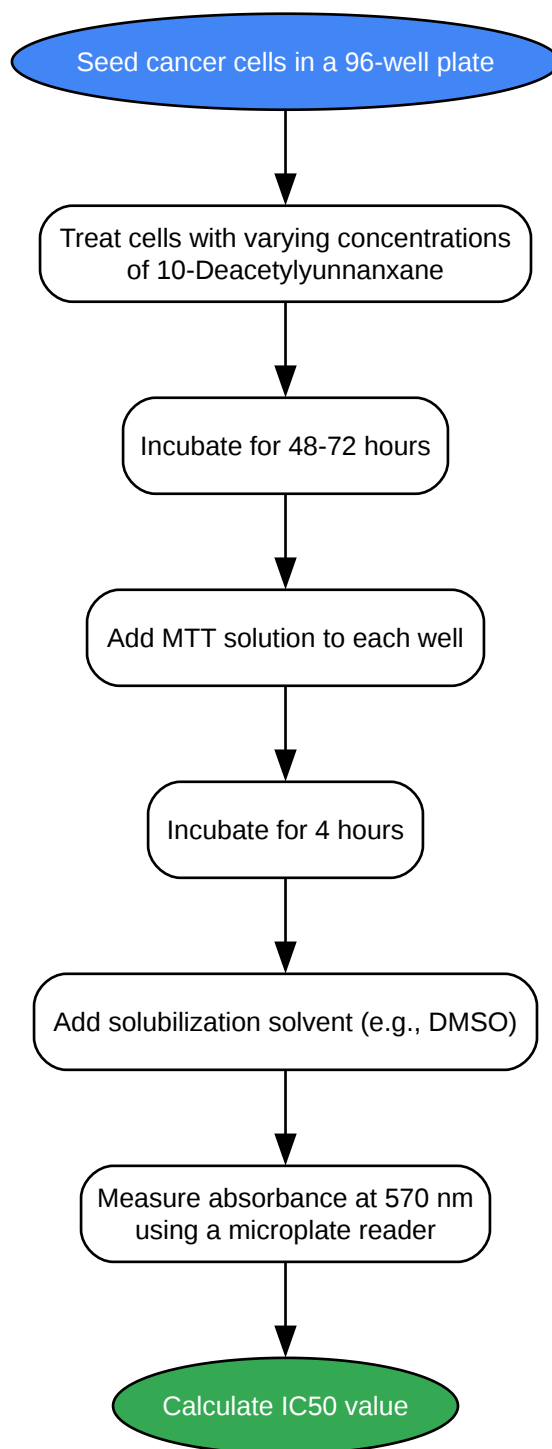 Seed cancer cells in a 96-well plate
Treat cells with varying concentrations
of 10-Deacetylyunnanxane
Incubate for 48-72 hours
Add MTT solution to each well
Incubate for 4 hours
Add solubilization solvent (e.g., DMSO)
Measure absorbance at 570 nm
using a microplate reader
Calculate IC50 value